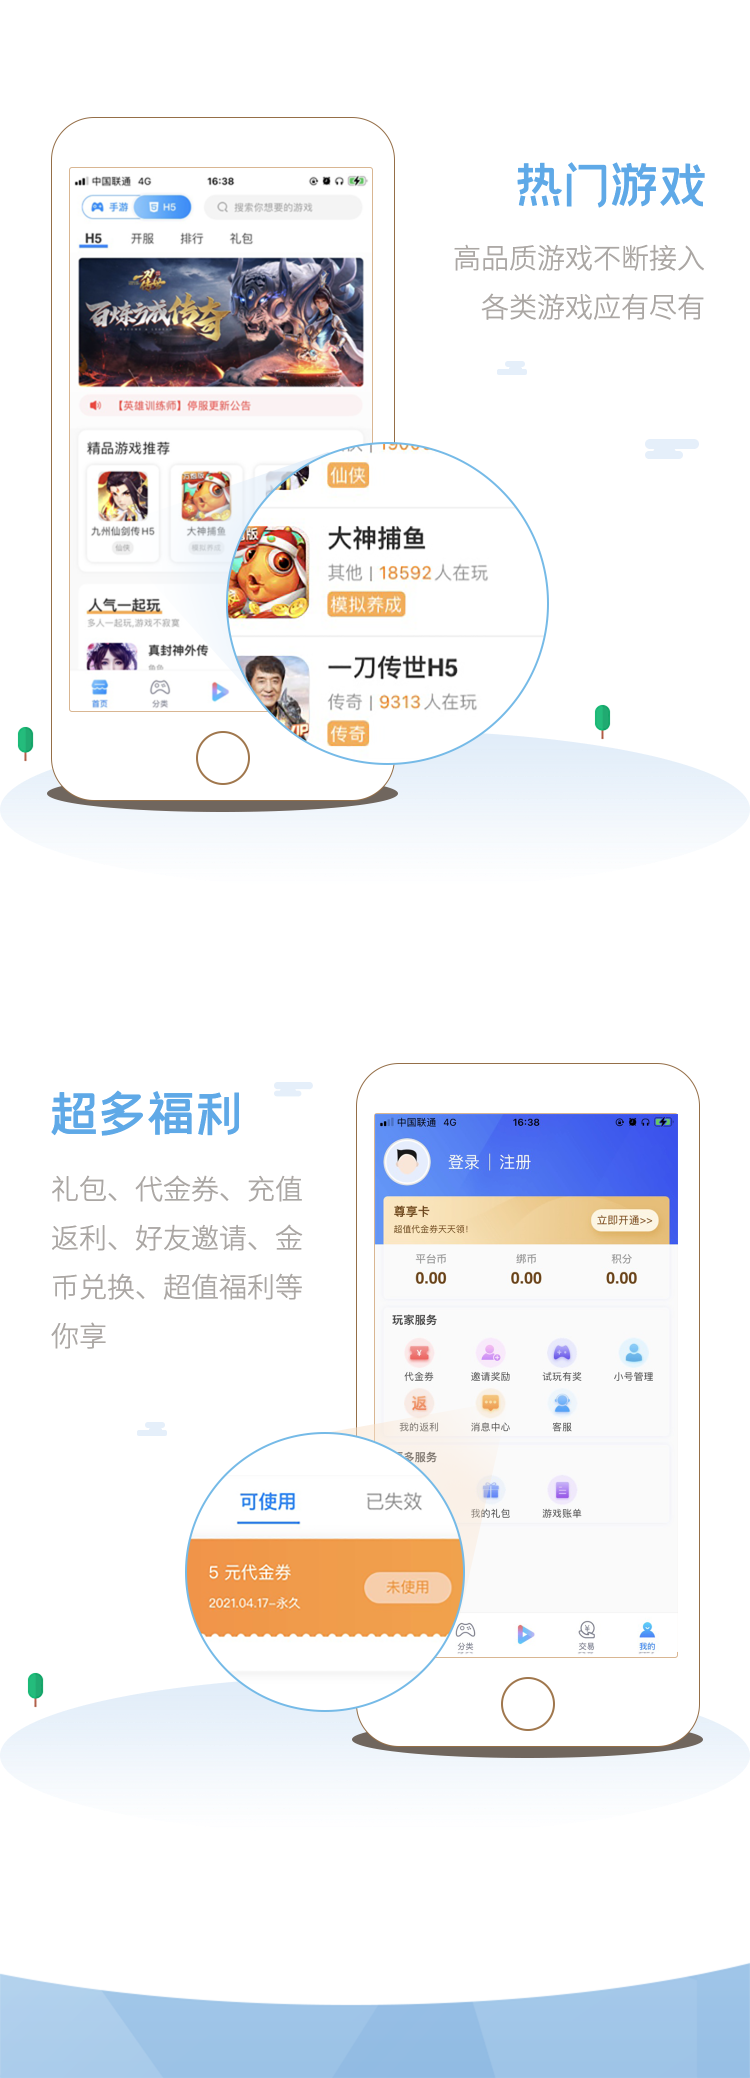 热门游戏
高品质游戏不断接入
各类游戏应有尽有
中国联通 4G 16:38
手游 H5 搜索你想要的游戏
H5 开服 排行 礼包
百炼方成传奇
【英雄训练师】停服更新公告
精品游戏推荐
九州仙剑传H5 大神捕鱼
仙侠 模拟养成
仙侠
大神捕鱼
其他 | 18592人在玩
模拟养成
一刀传世H5
传奇 | 9313人在玩
传奇
人气一起玩
多人一起玩,游戏不寂寞
真封神外传
角色
首页 分类
超多福利
礼包、代金券、充值
返利、好友邀请、金
币兑换、超值福利等
你享
中国联通 4G 16:38
登录 | 注册
尊享卡
超值代金券天天领!
立即开通>>
平台币 绑币 积分
0.00 0.00 0.00
玩家服务
代金券 邀请奖励 试玩有奖 小号管理
返
我的返利 消息中心 客服
多服务
我的礼包 游戏账单
可使用 已失效
5 元代金券
2021.04.17-永久
未使用
分类 交易 我的